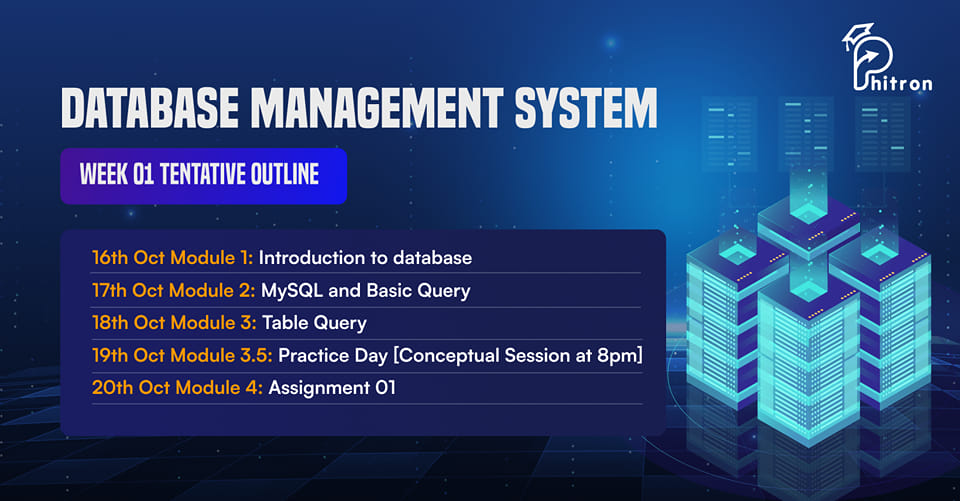 Phitron
DATABASE MANAGEMENT SYSTEM
WEEK 01 TENTATIVE OUTLINE
16th Oct Module 1: Introduction to database
17th Oct Module 2: MySQL and Basic Query
18th Oct Module 3: Table Query
19th Oct Module 3.5: Practice Day [Conceptual Session at 8pm]
20th Oct Module 4: Assignment 01